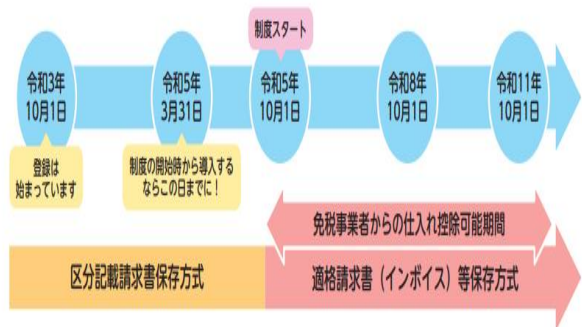 制度スタート
令和3年
10月1日
令和5年
3月31日
令和5年
10月1日
令和8年
10月1日
令和11年
10月1日
登録は
始まっています
制度の開始時から導入する
ならこの日までに！
免税事業者からの仕入れ控除可能期間
区分記載請求書保存方式
適格請求書（インボイス）等保存方式